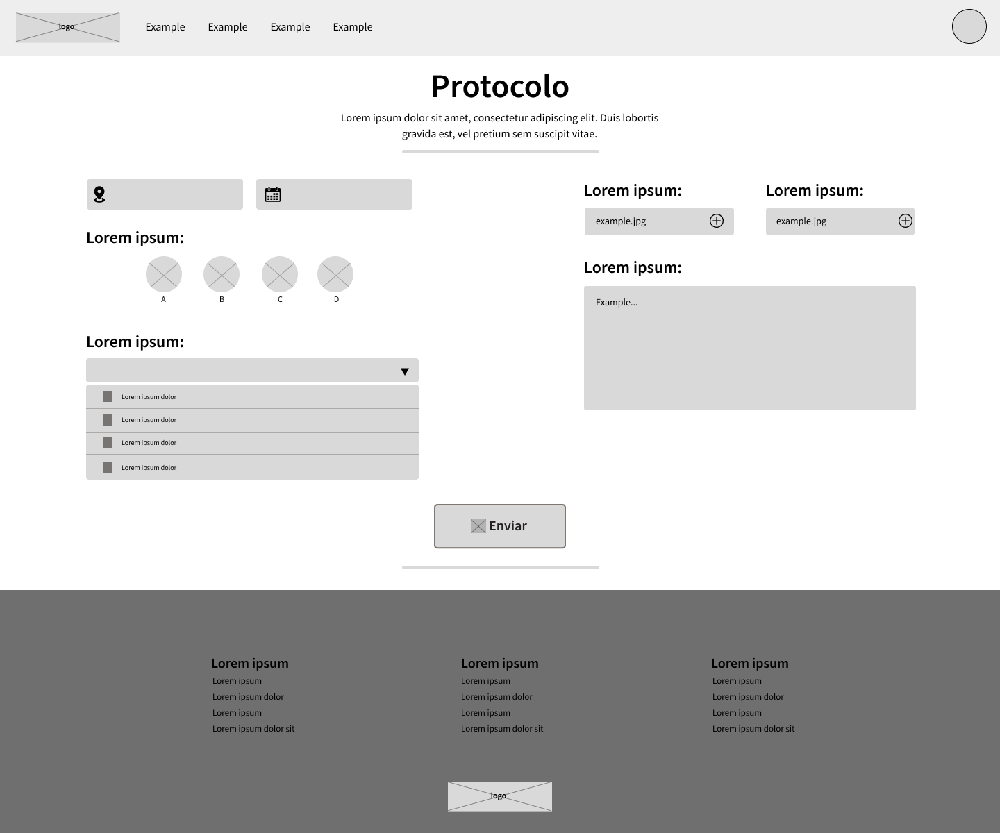 logo
Example
Example
Example
Example
Protocolo
Lorem ipsum dolor sit amet, consectetur adipiscing elit. Duis lobortis
gravida est, vel pretium sem suscipit vitae.
Lorem ipsum:
A
B
C
D
Lorem ipsum:
Lorem ipsum dolor
Lorem ipsum dolor
Lorem ipsum dolor
Lorem ipsum dolor
Lorem ipsum:
example.jpg
Lorem ipsum:
example.jpg
Lorem ipsum:
Example...
Enviar
Lorem ipsum
Lorem ipsum
Lorem ipsum dolor
Lorem ipsum
Lorem ipsum dolor sit
Lorem ipsum
Lorem ipsum
Lorem ipsum dolor
Lorem ipsum
Lorem ipsum dolor sit
Lorem ipsum
Lorem ipsum
Lorem ipsum dolor
Lorem ipsum
Lorem ipsum dolor sit
logo